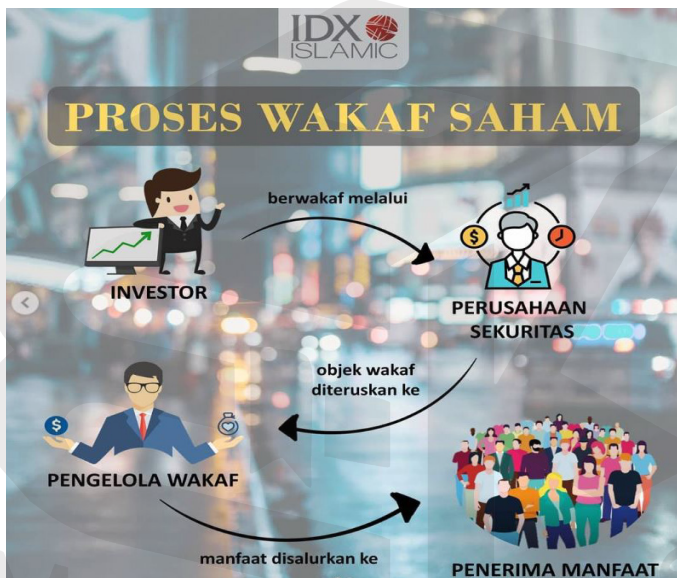 IDX
ISLAMIC
PROSES WAKAF SAHAM
berwakaf melalui
INVESTOR
PERUSAHAAN
SEKURITAS
objek wakaf
diteruskan ke
PENGELOLA WAKAF
manfaat disalurkan ke
PENERIMA MANFAAT